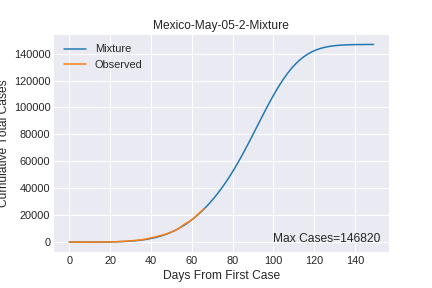 Mexico-May-05-2-Mixture
Mixture
Observed
140000
120000
100000
80000
60000
40000
20000
0
Cumulative Total Cases
Max Cases=146820
0 20 40 60 80 100 120 140
Days From First Case